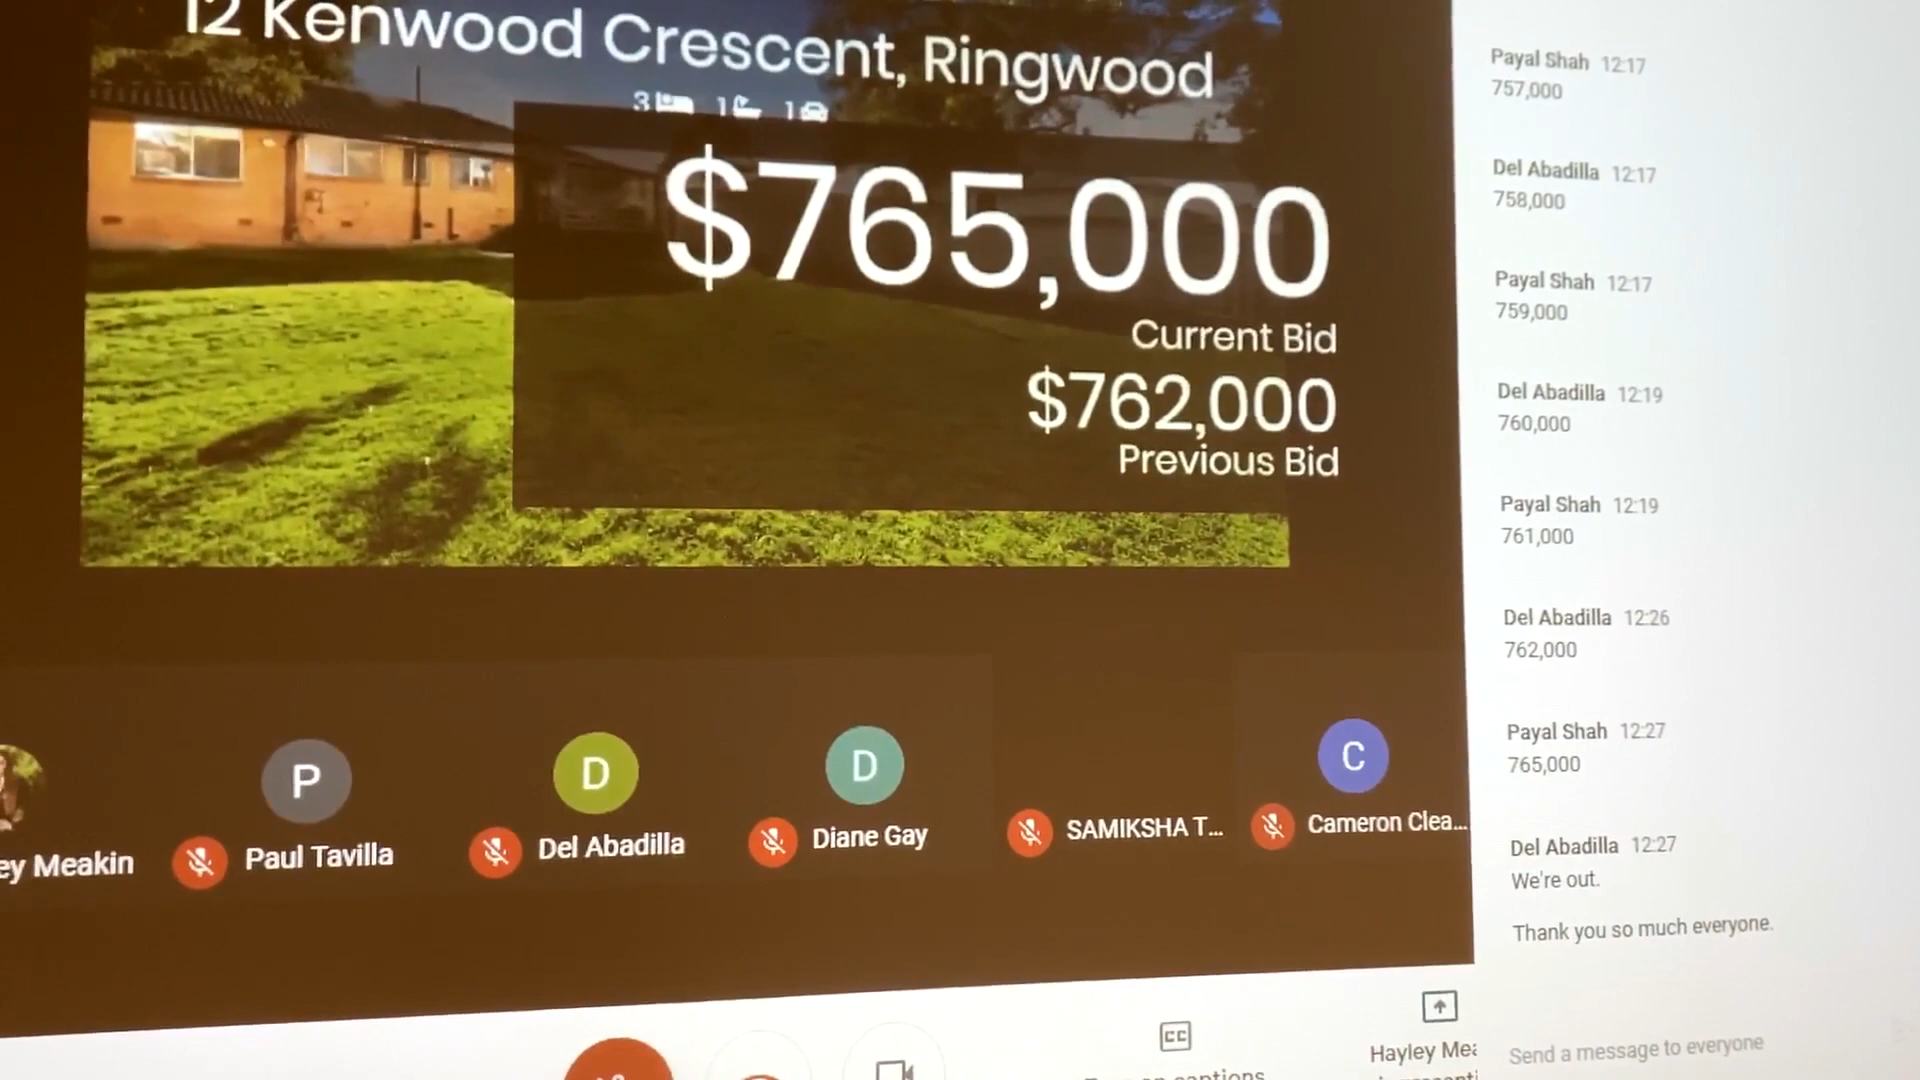 12 Kenwood Crescent, Ringwood
3 1 1
$765,000
Current Bid
$762,000
Previous Bid
ey Meakin
P
Paul Tavilla
D
Del Abadilla
D
Diane Gay
SAMIKSHA T...
C
Cameron Clea...
CC
captions
Hayley Mea
Payal Shah 12:17
757,000
Del Abadilla 12:17
758,000
Payal Shah 12:17
759,000
Del Abadilla 12:19
760,000
Payal Shah 12:19
761,000
Del Abadilla 12:26
762,000
Payal Shah 12:27
765,000
Del Abadilla 12:27
We're out.
Thank you so much everyone.
Send a message to everyone